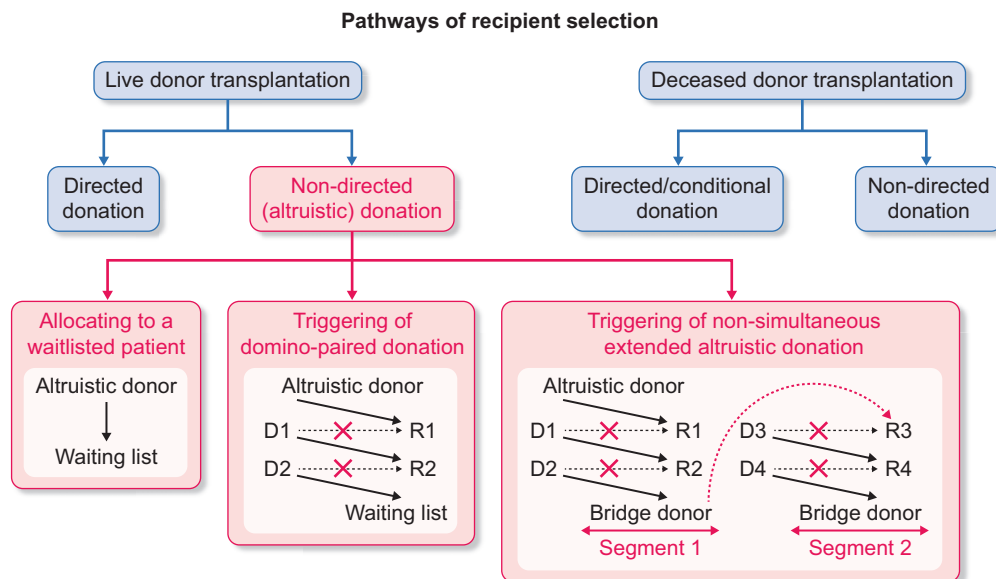 Pathways of recipient selection
Live donor transplantation
Deceased donor transplantation
Directed
donation
Non-directed
(altruistic) donation
Directed/conditional
donation
Non-directed
donation
Allocating to a
waitlisted patient
Altruistic donor
Waiting list
Triggering of
domino-paired donation
Altruistic donor
D1 R1
D2 R2
Waiting list
Triggering of non-simultaneous
extended altruistic donation
Altruistic donor
D1 R1 D3 R3
D2 R2 D4 R4
Bridge donor Bridge donor
Segment 1 Segment 2